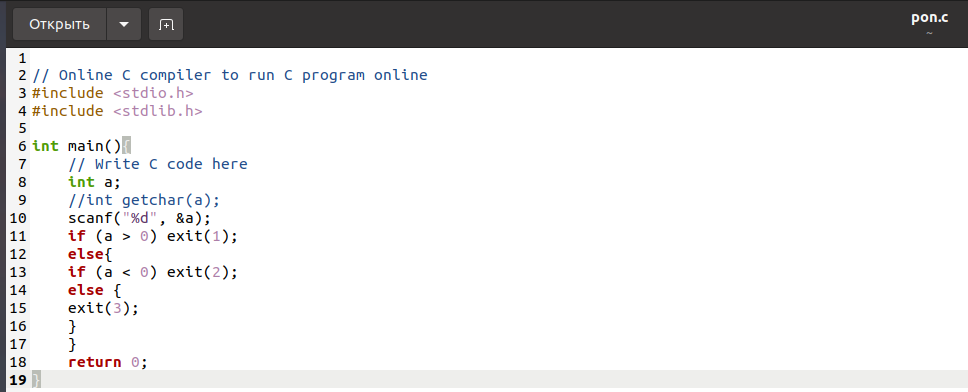 Открыть
pon.c
~
1
2 // Online C compiler to run C program online
3 #include <stdio.h>
4 #include <stdlib.h>
5
6 int main(){
7     // Write C code here
8     int a;
9     //int getchar(a);
10     scanf("%d", &a);
11     if (a > 0) exit(1);
12     else{
13     if (a < 0) exit(2);
14     else {
15     exit(3);
16     }
17     }
18     return 0;
19 }